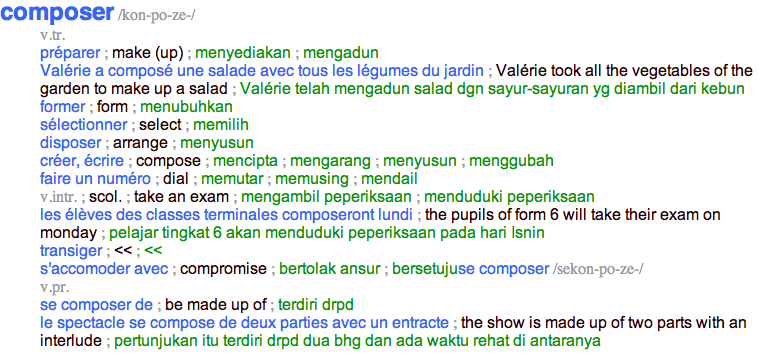 composer /kon-po-ze-/
v.tr.
préparer ; make (up) ; menyediakan ; mengadun
Valérie a composé une salade avec tous les légumes du jardin ; Valérie took all the vegetables of the
garden to make up a salad ; Valérie telah mengadun salad dgn sayur-sayuran yg diambil dari kebun
former ; form ; menubuhkan
sélectionner ; select ; memilih
disposer ; arrange ; menyusun
créer, écrire ; compose ; mencipta ; mengarang ; menyusun ; menggubah
faire un numéro ; dial ; memutar ; memusing ; mendail
v.intr. ; scol. ; take an exam ; mengambil peperiksaan ; menduduki peperiksaan
les élèves des classes terminales composeront lundi ; the pupils of form 6 will take their exam on
monday ; pelajar tingkat 6 akan menduduki peperiksaan pada hari Isnin
transiger ; << ; <<
s'accomoder avec ; compromise ; bertolak ansur ; bersetujuse composer /sekon-po-ze-/
v.pr.
se composer de ; be made up of ; terdiri drpd
le spectacle se compose de deux parties avec un entracte ; the show is made up of two parts with an
interlude ; pertunjukan itu terdiri drpd dua bhg dan ada waktu rehat di antaranya